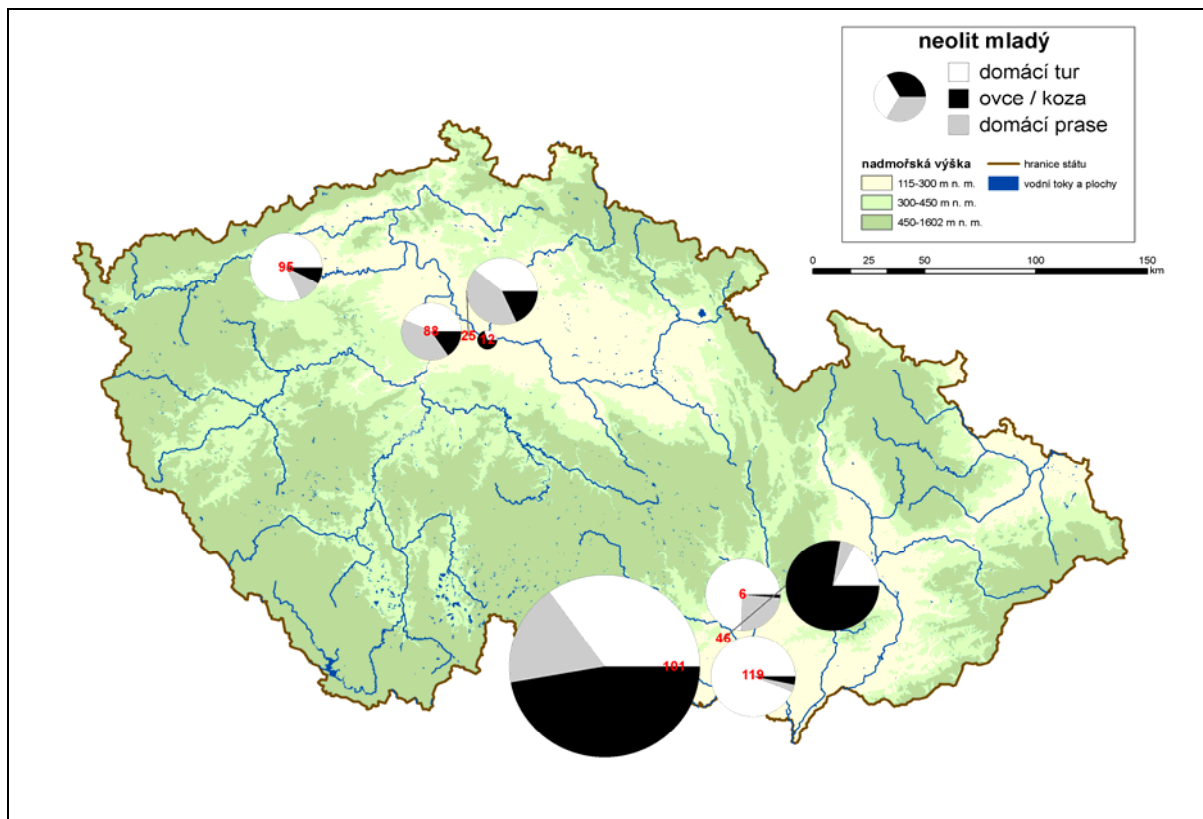 neolit mladý
domácí tur
ovce / koza
domácí prase
nadmořská výška
115-300 m n. m.
300-450 m n. m.
450-1602 m n. m.
hranice státu
vodní toky a plochy
0 25 50 100 150
km
95
88
25
12
6
46
101
119